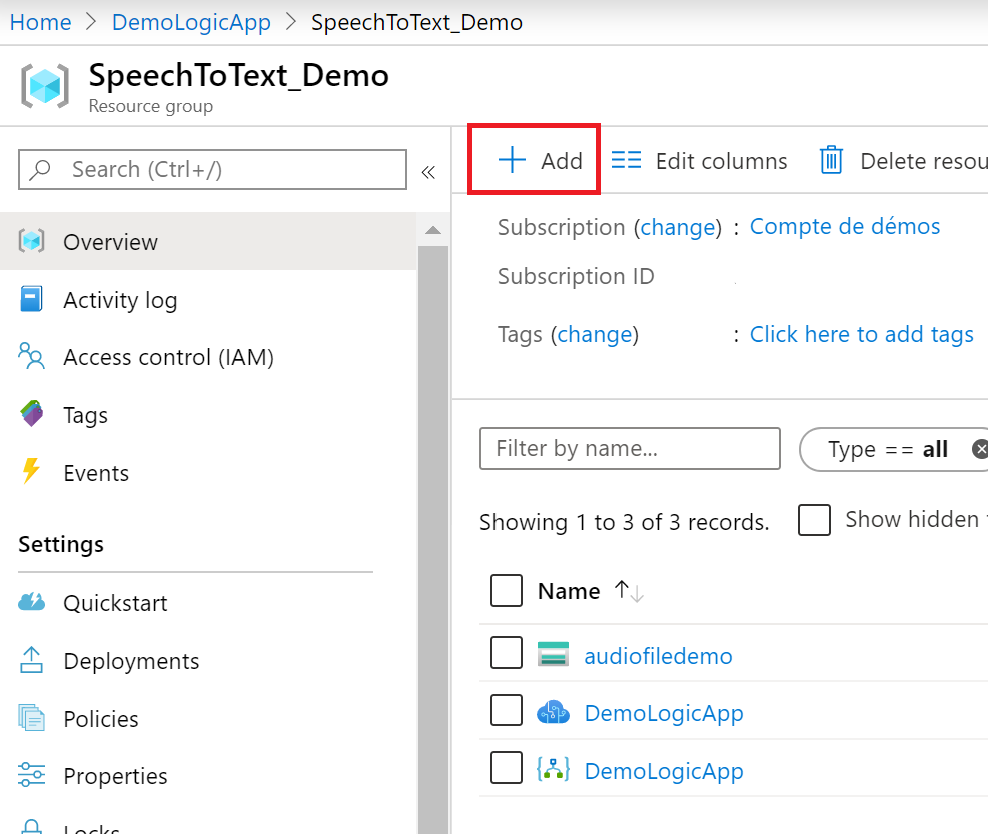 Home > DemoLogicApp > SpeechToText_Demo
SpeechToText_Demo
Resource group
Search (Ctrl+/)
«
Overview
Activity log
Access control (IAM)
Tags
Events
Settings
Quickstart
Deployments
Policies
Properties
Locks
Add
Edit columns
Delete resou
Subscription (change) : Compte de démos
Subscription ID
Tags (change) : Click here to add tags
Filter by name...
Type == all
Showing 1 to 3 of 3 records.
Show hidden
Name ↑↓
audiofiledemo
DemoLogicApp
DemoLogicApp